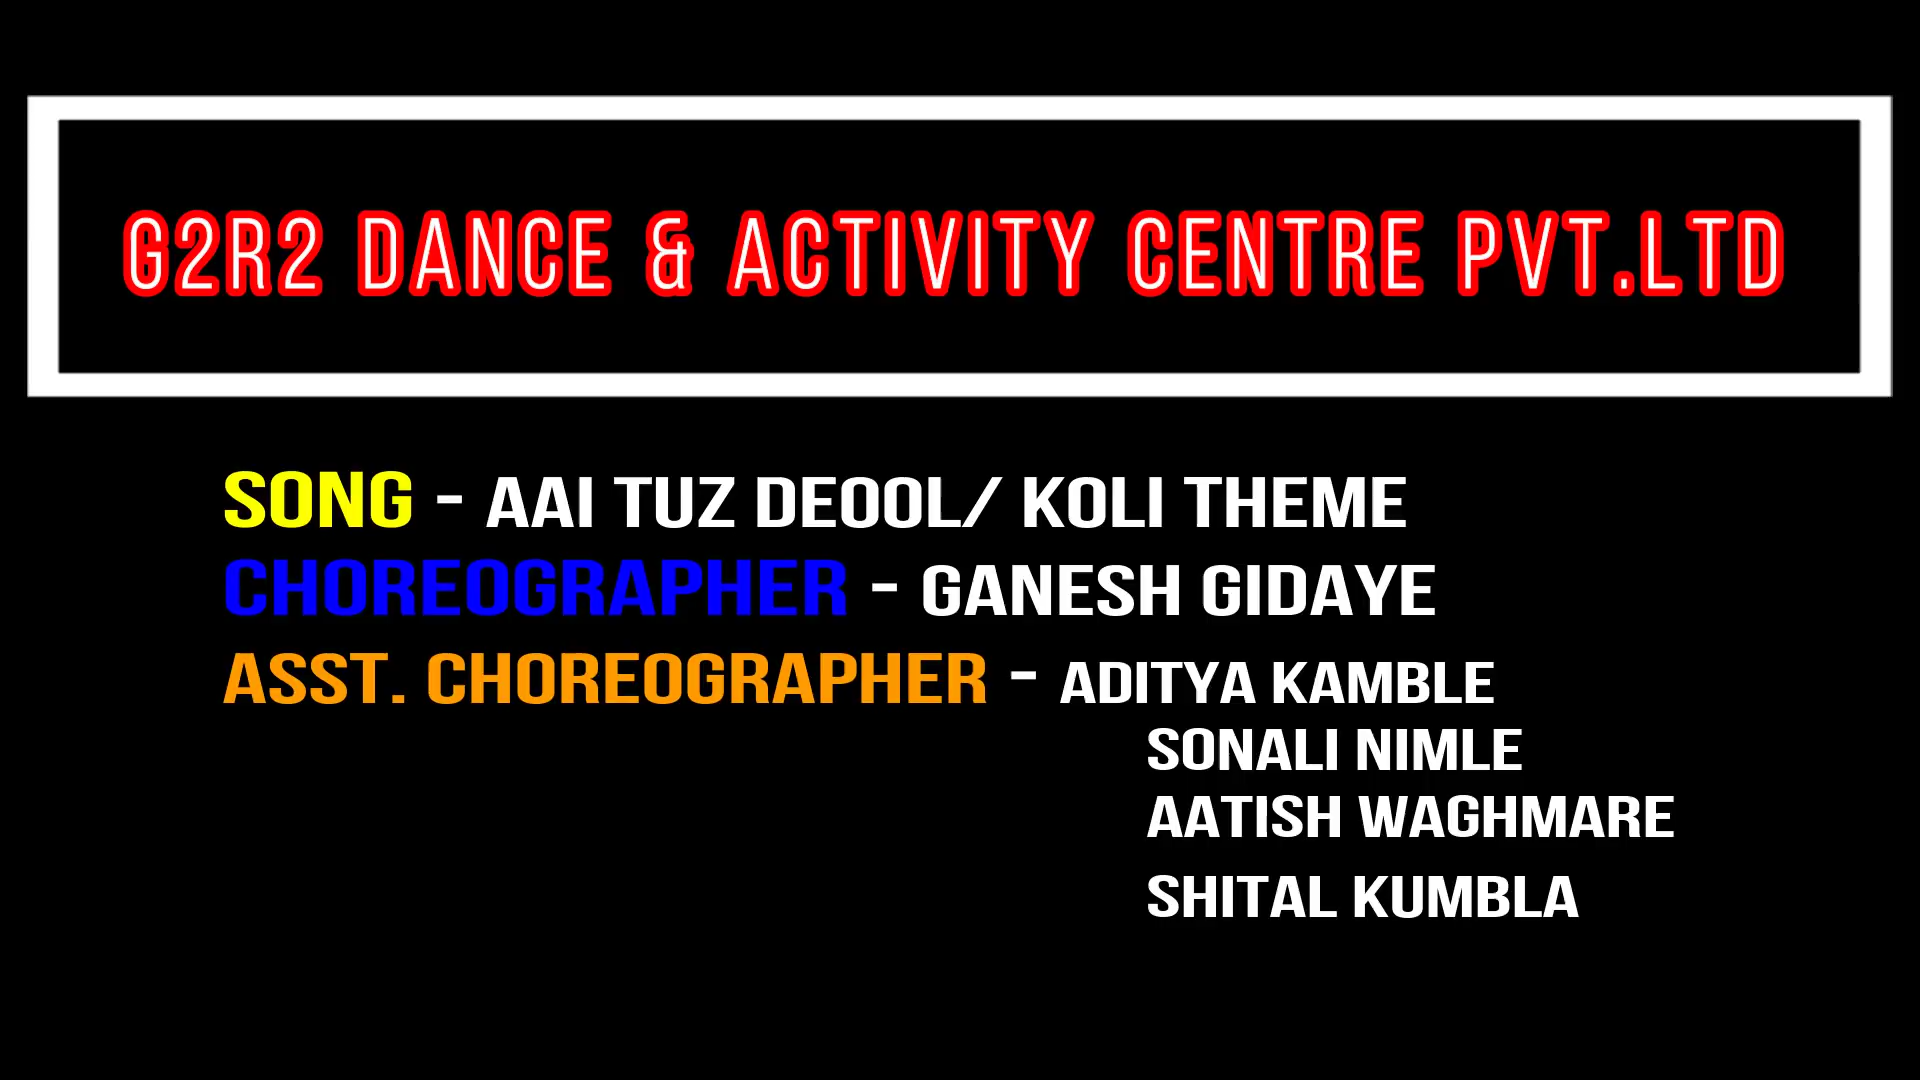 G2R2 DANCE & ACTIVITY CENTRE PVT.LTD
SONG - AAI TUZ DEOOL/ KOLI THEME
CHOREOGRAPHER - GANESH GIDAYE
ASST. CHOREOGRAPHER - ADITYA KAMBLE
SONALI NIMLE
AATISH WAGHMARE
SHITAL KUMBLA